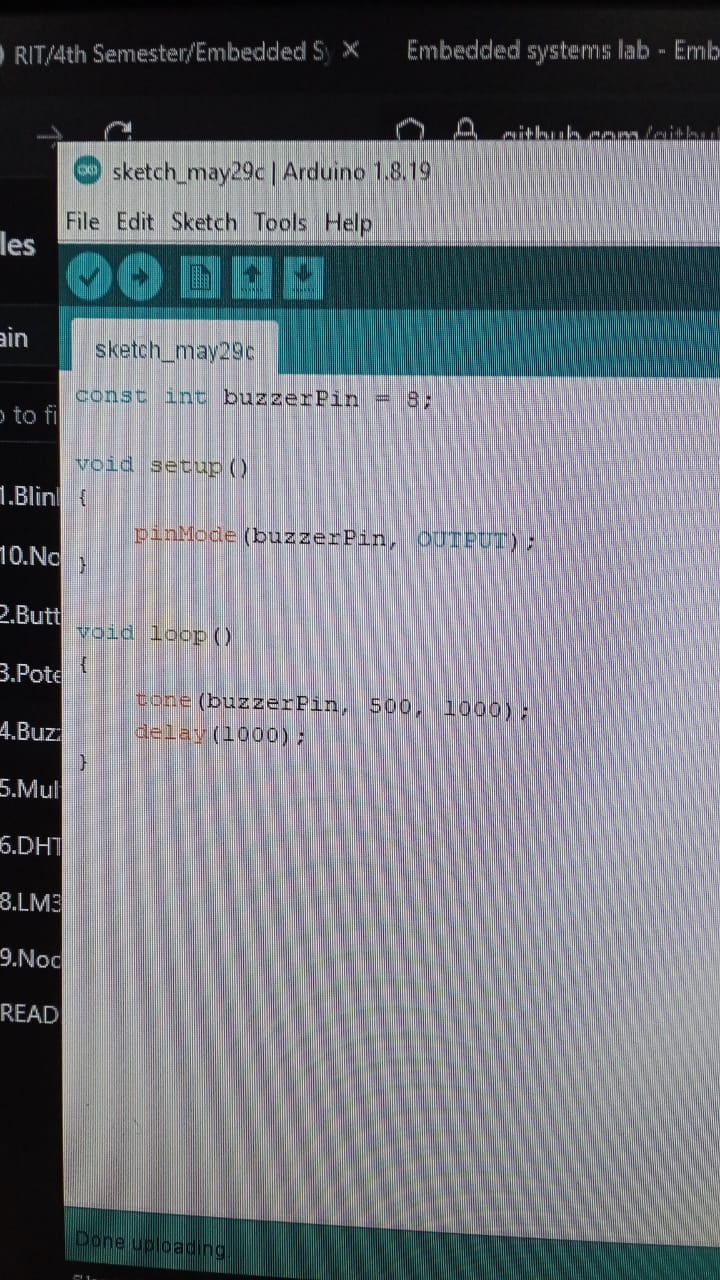 RIT/4th Semester/Embedded Sy
Embedded systems lab - Emb
github.com/githu
sketch_may29c | Arduino 1.8.19
File Edit Sketch Tools Help
les
ain
to fi
sketch_may29c
const int buzzerPin = 8;
void setup()
{
pinMode(buzzerPin, OUTPUT);
}
void loop()
{
tone(buzzerPin, 500, 1000);
delay(1000);
}
1.Blin
10.No
2.Butt
3.Pote
4.Buzz
5.Mul
6.DHT
8.LM3
9.Nod
READ
Done uploading.